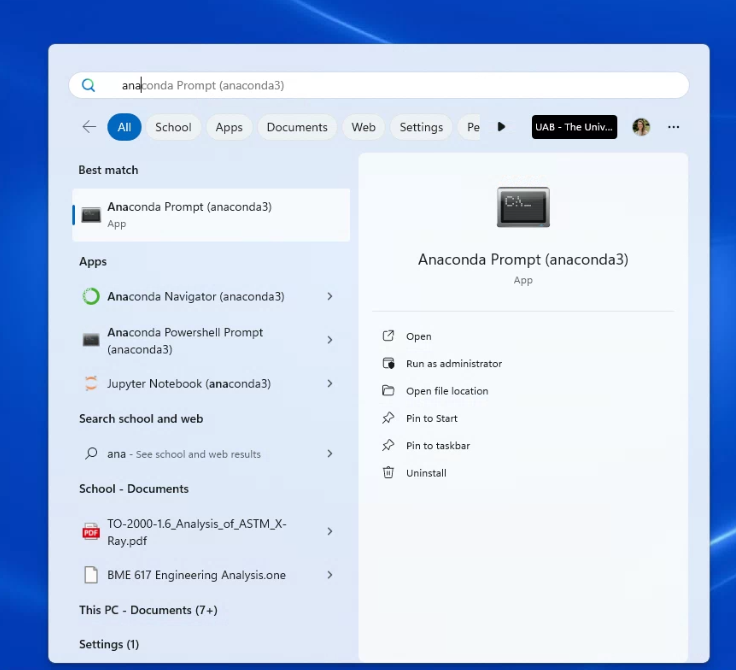 anaconda Prompt (anaconda3)
All School Apps Documents Web Settings Pe UAB - The Univ...
Best match
Anaconda Prompt (anaconda3)
App
Apps
Anaconda Navigator (anaconda3)
Anaconda Powershell Prompt
(anaconda3)
Jupyter Notebook (anaconda3)
Search school and web
ana - See school and web results
School - Documents
PDF
TO-2000-1.6_Analysis_of_ASTM_X-
Ray.pdf
BME 617 Engineering Analysis.one
This PC - Documents (7+)
Settings (1)
C:\_
Anaconda Prompt (anaconda3)
App
Open
Run as administrator
Open file location
Pin to Start
Pin to taskbar
Uninstall